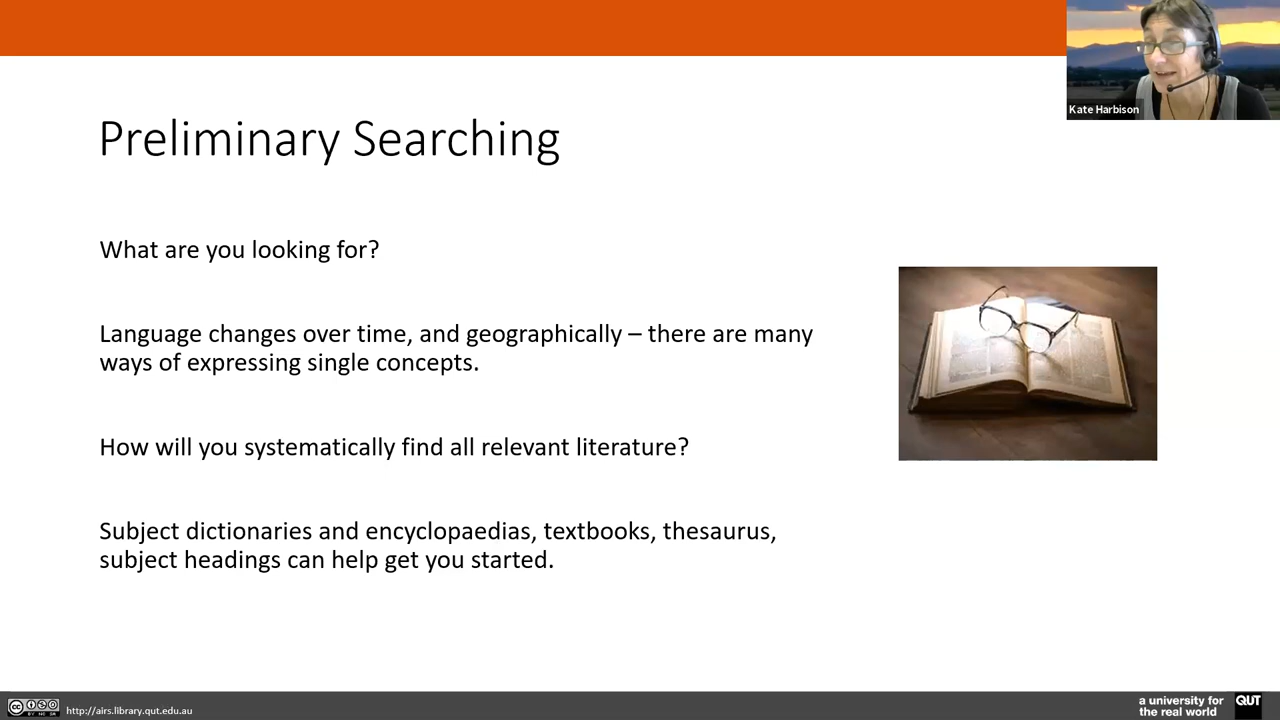 Kate Harbison
Preliminary Searching
What are you looking for?
Language changes over time, and geographically – there are many
ways of expressing single concepts.
How will you systematically find all relevant literature?
Subject dictionaries and encyclopaedias, textbooks, thesaurus,
subject headings can help get you started.
http://airs.library.qut.edu.au
a university for
the real world
QUT